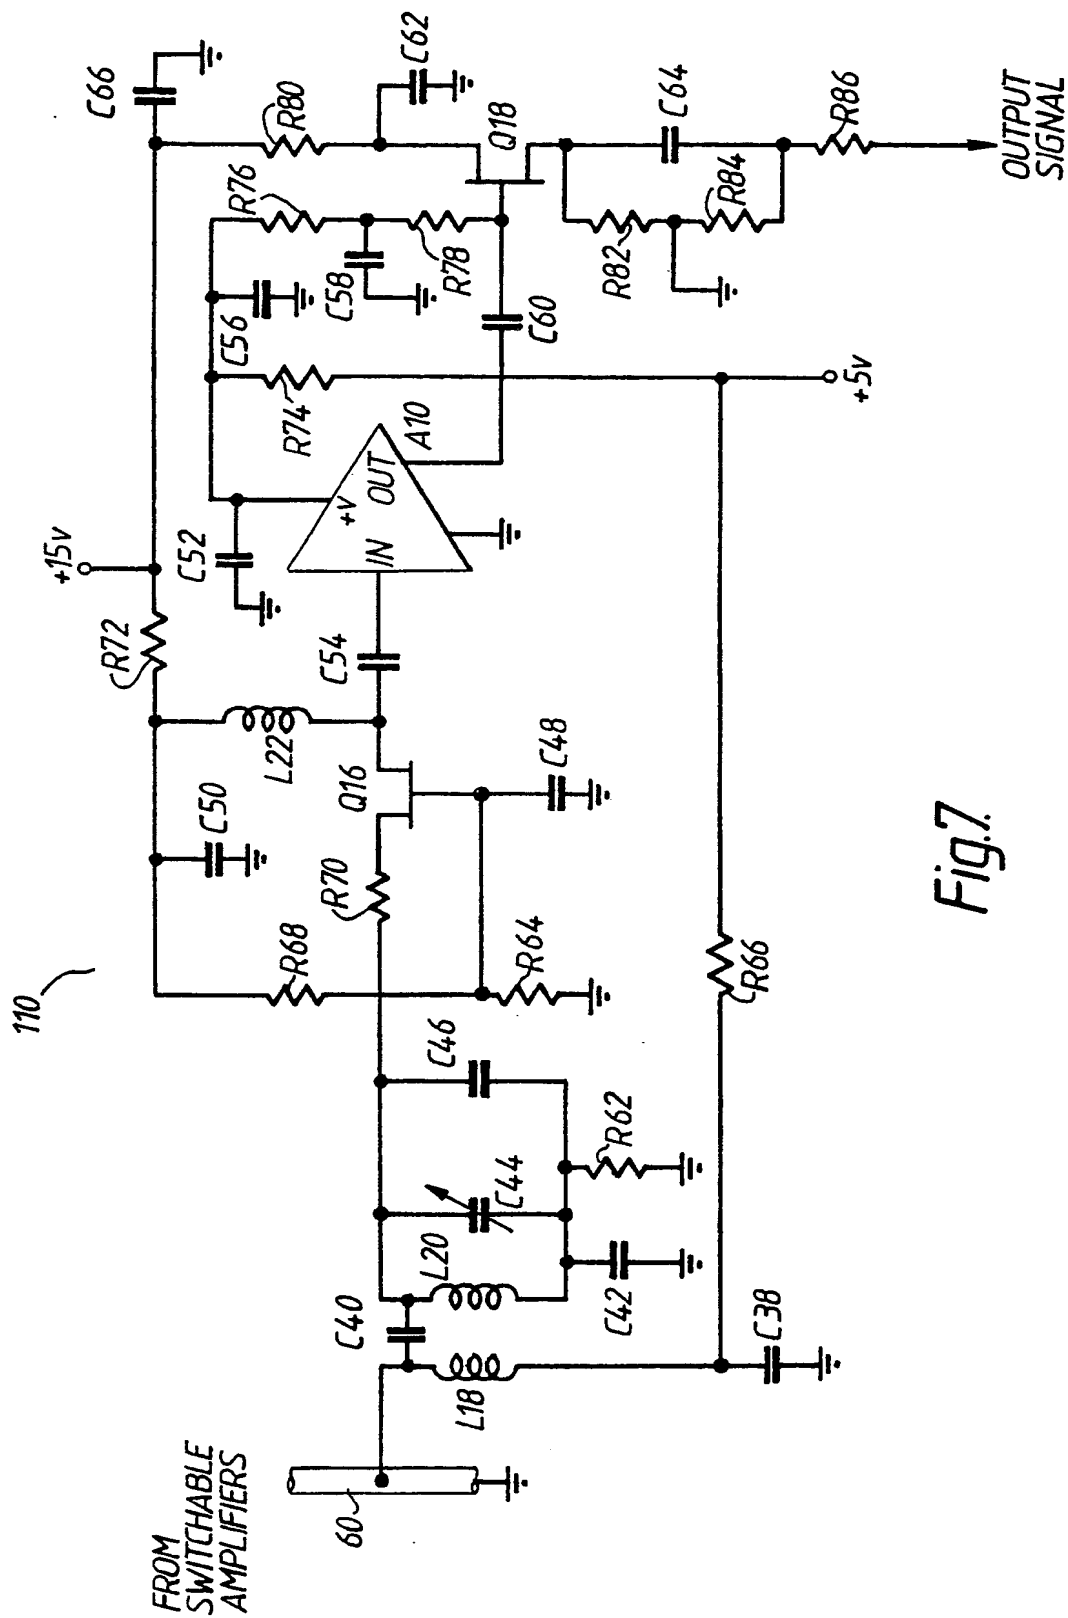 110
FROM
SWITCHABLE
AMPLIFIERS
60
L18
C40
C38
L20
C42
C44
R62
C46
R66
R68
R64
R70
C50
Q16
C48
L22
R72
+15v
C54
C52
IN
+V
OUT
A10
R74
+5v
C56
C58
R76
R78
C60
C66
R80
C62
Q18
R82
R84
C64
R86
OUTPUT
SIGNAL
Fig.7.